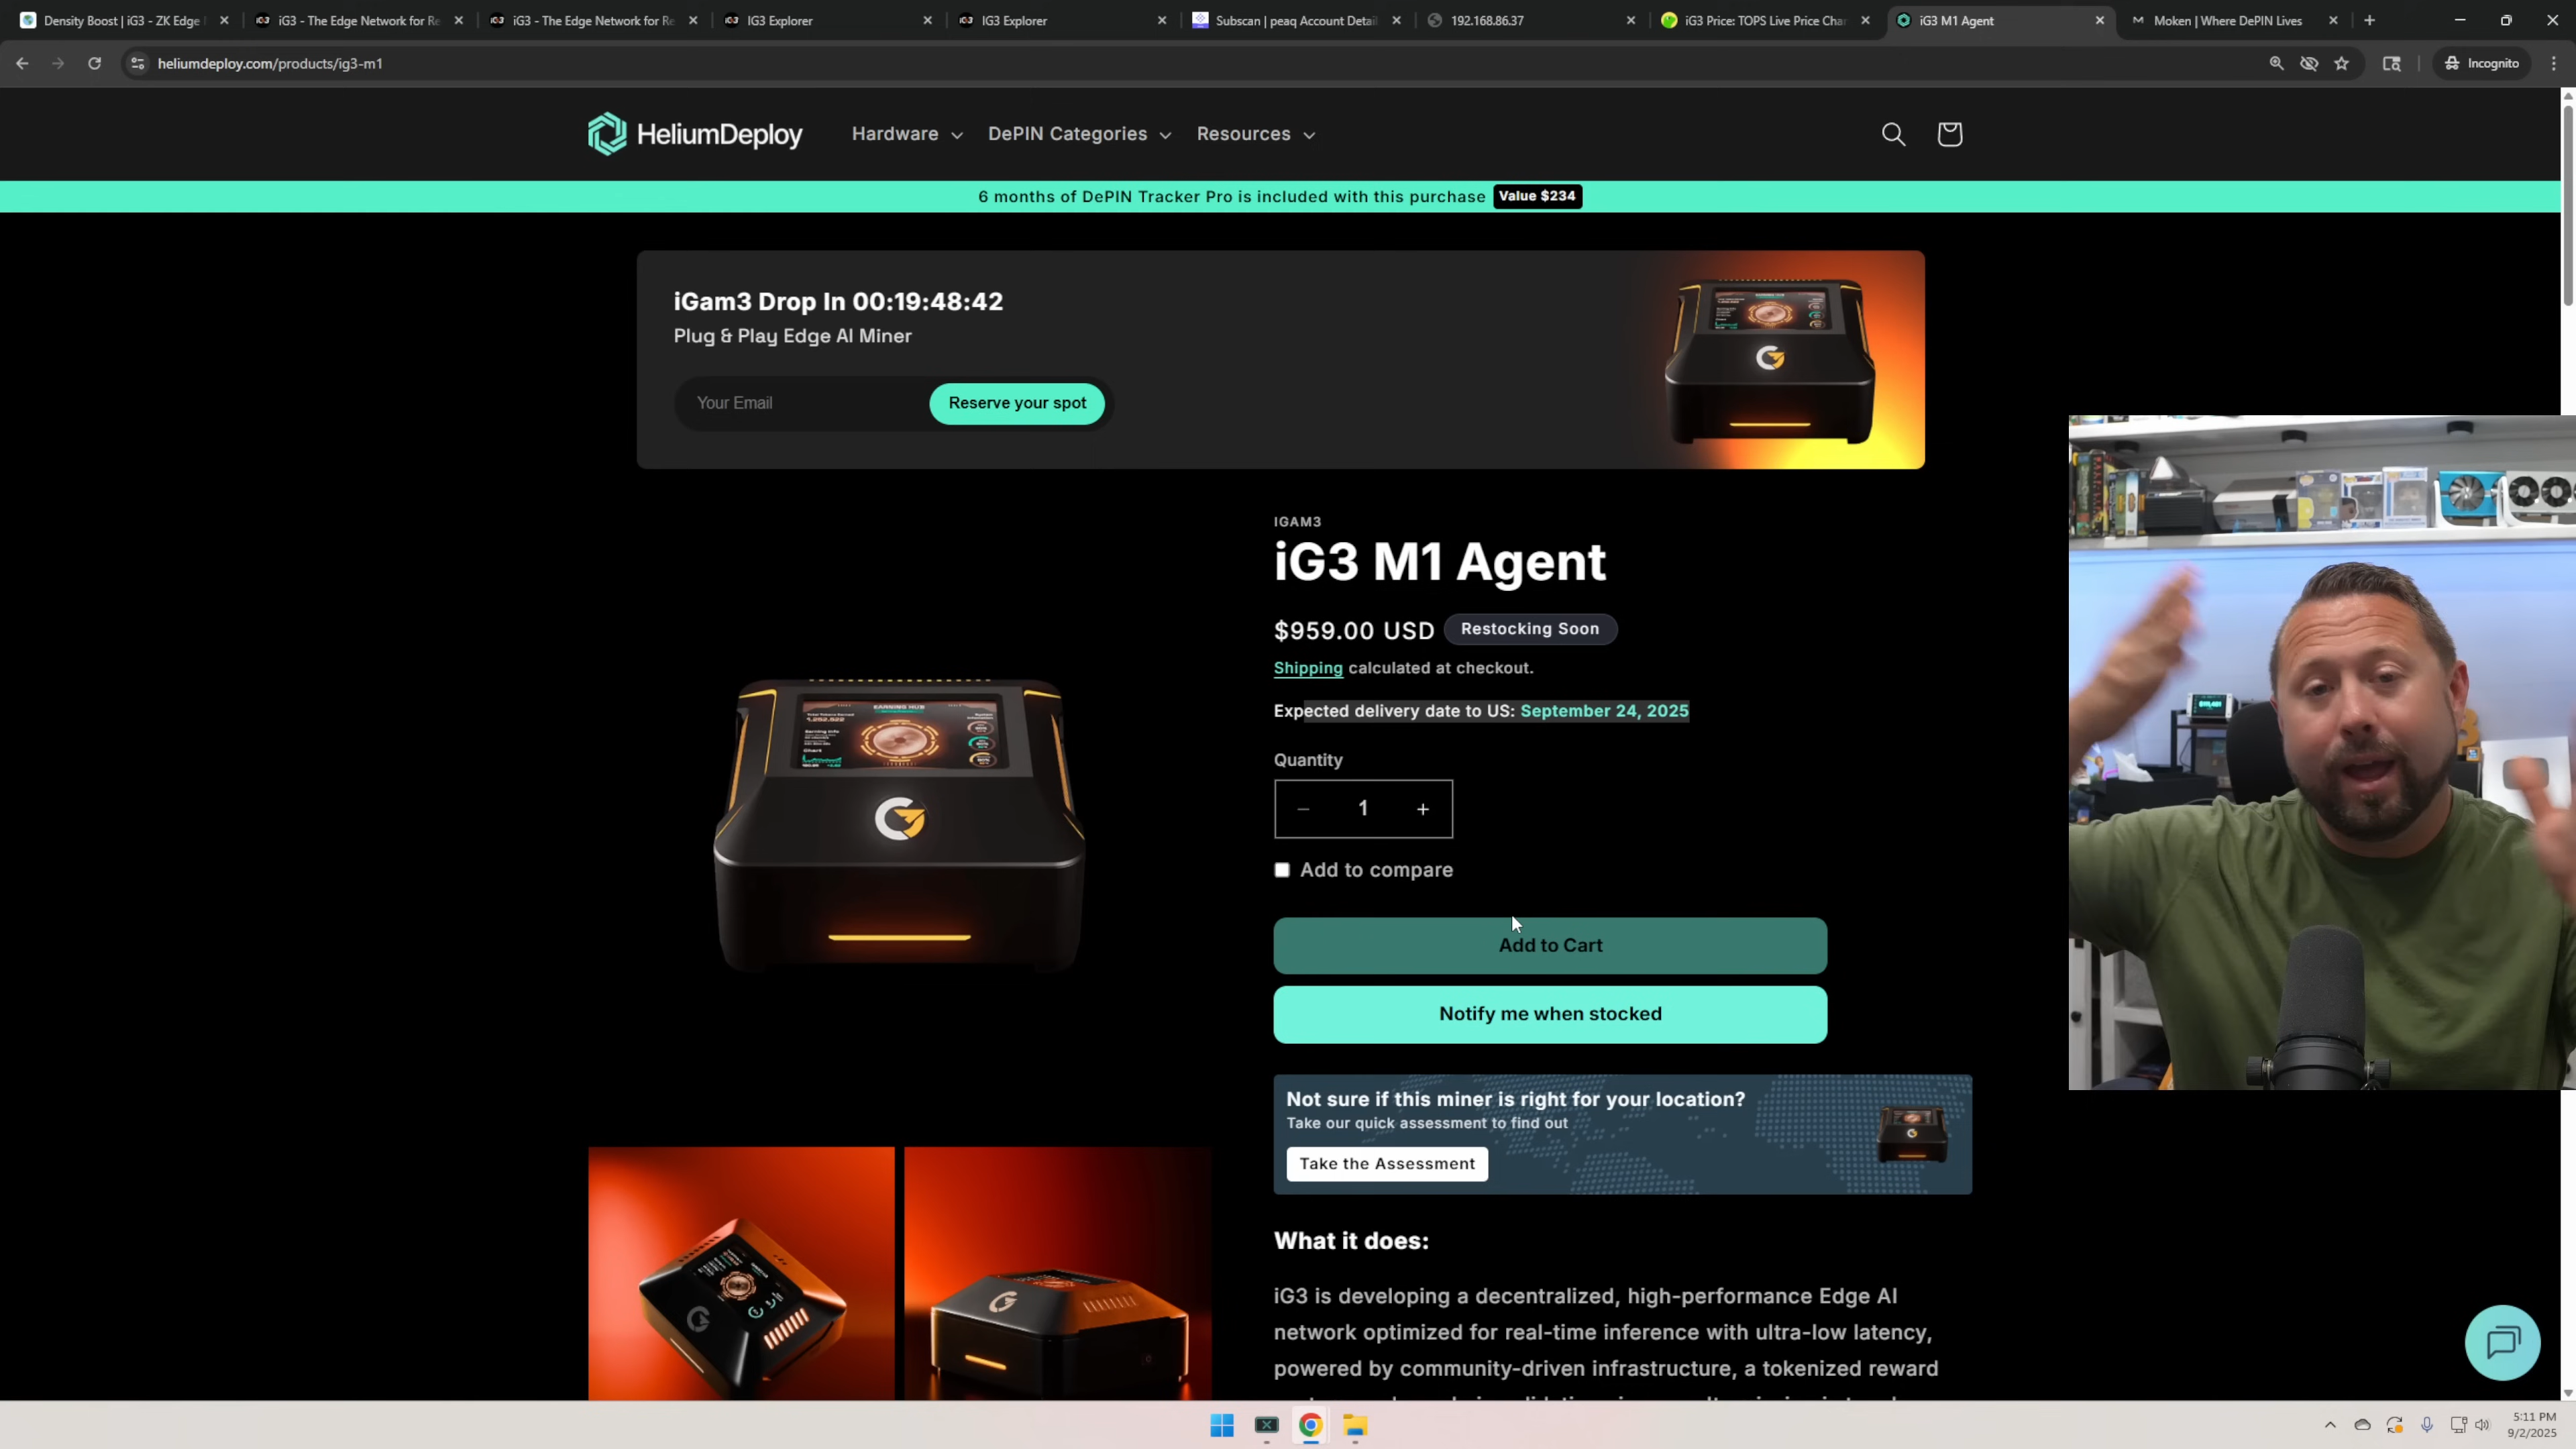 Density Boost | iG3 - ZK Edge
iG3 - The Edge Network for Re
iG3 - The Edge Network for Re
IG3 Explorer
IG3 Explorer
Subscan | peaq Account Detail
192.168.86.37
iG3 Price: TOPS Live Price Char
iG3 M1 Agent
Moken | Where DePIN Lives
heliumdeploy.com/products/ig3-m1
Incognito
HeliumDeploy
Hardware
DePIN Categories
Resources
6 months of DePIN Tracker Pro is included with this purchase Value $234
iGam3 Drop In 00:19:48:42
Plug & Play Edge AI Miner
Your Email
Reserve your spot
IGAM3
iG3 M1 Agent
$959.00 USD Restocking Soon
Shipping calculated at checkout.
Expected delivery date to US: September 24, 2025
Quantity
1
Add to compare
Add to Cart
Notify me when stocked
Not sure if this miner is right for your location?
Take our quick assessment to find out
Take the Assessment
What it does:
iG3 is developing a decentralized, high-performance Edge AI
network optimized for real-time inference with ultra-low latency,
powered by community-driven infrastructure, a tokenized reward
EARNING HUB
5:11 PM
9/2/2025